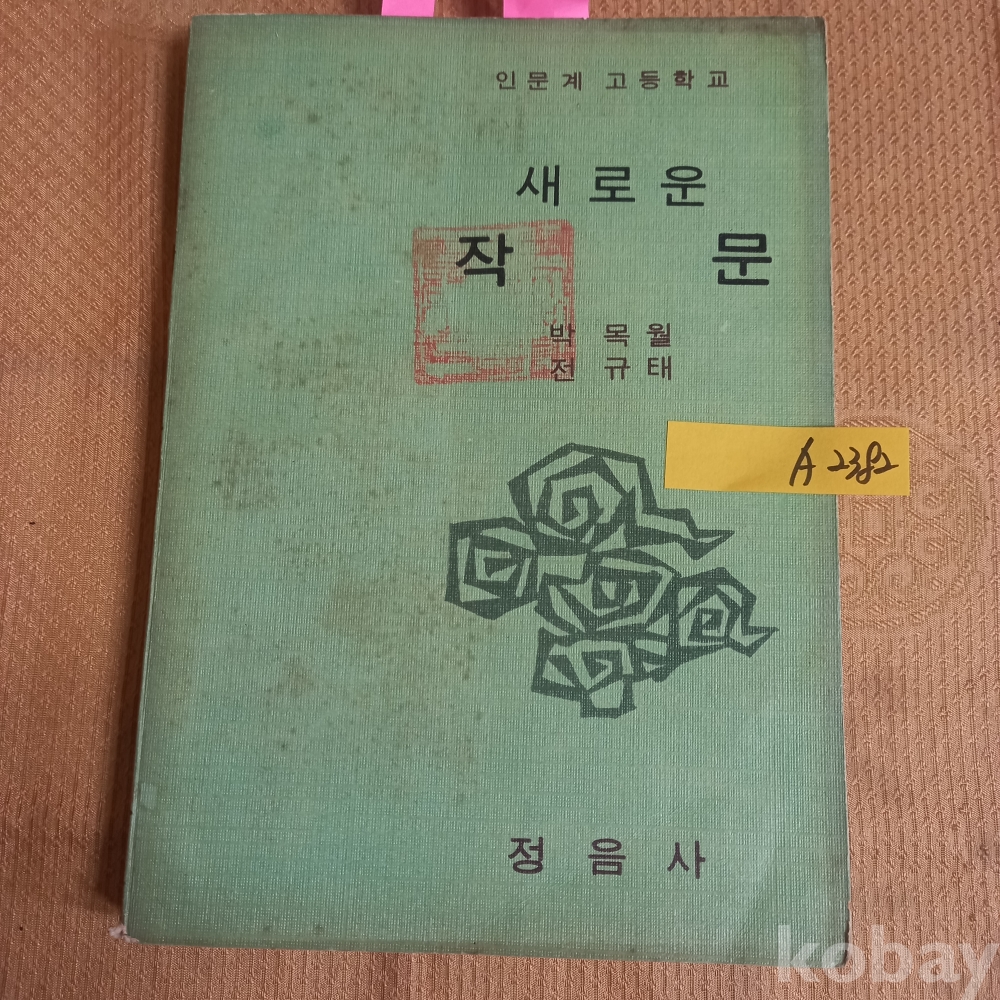 인문계 고등학교
새로운
작 문
박 목 월
전 규 태
A 2382
정 음 사
kobay